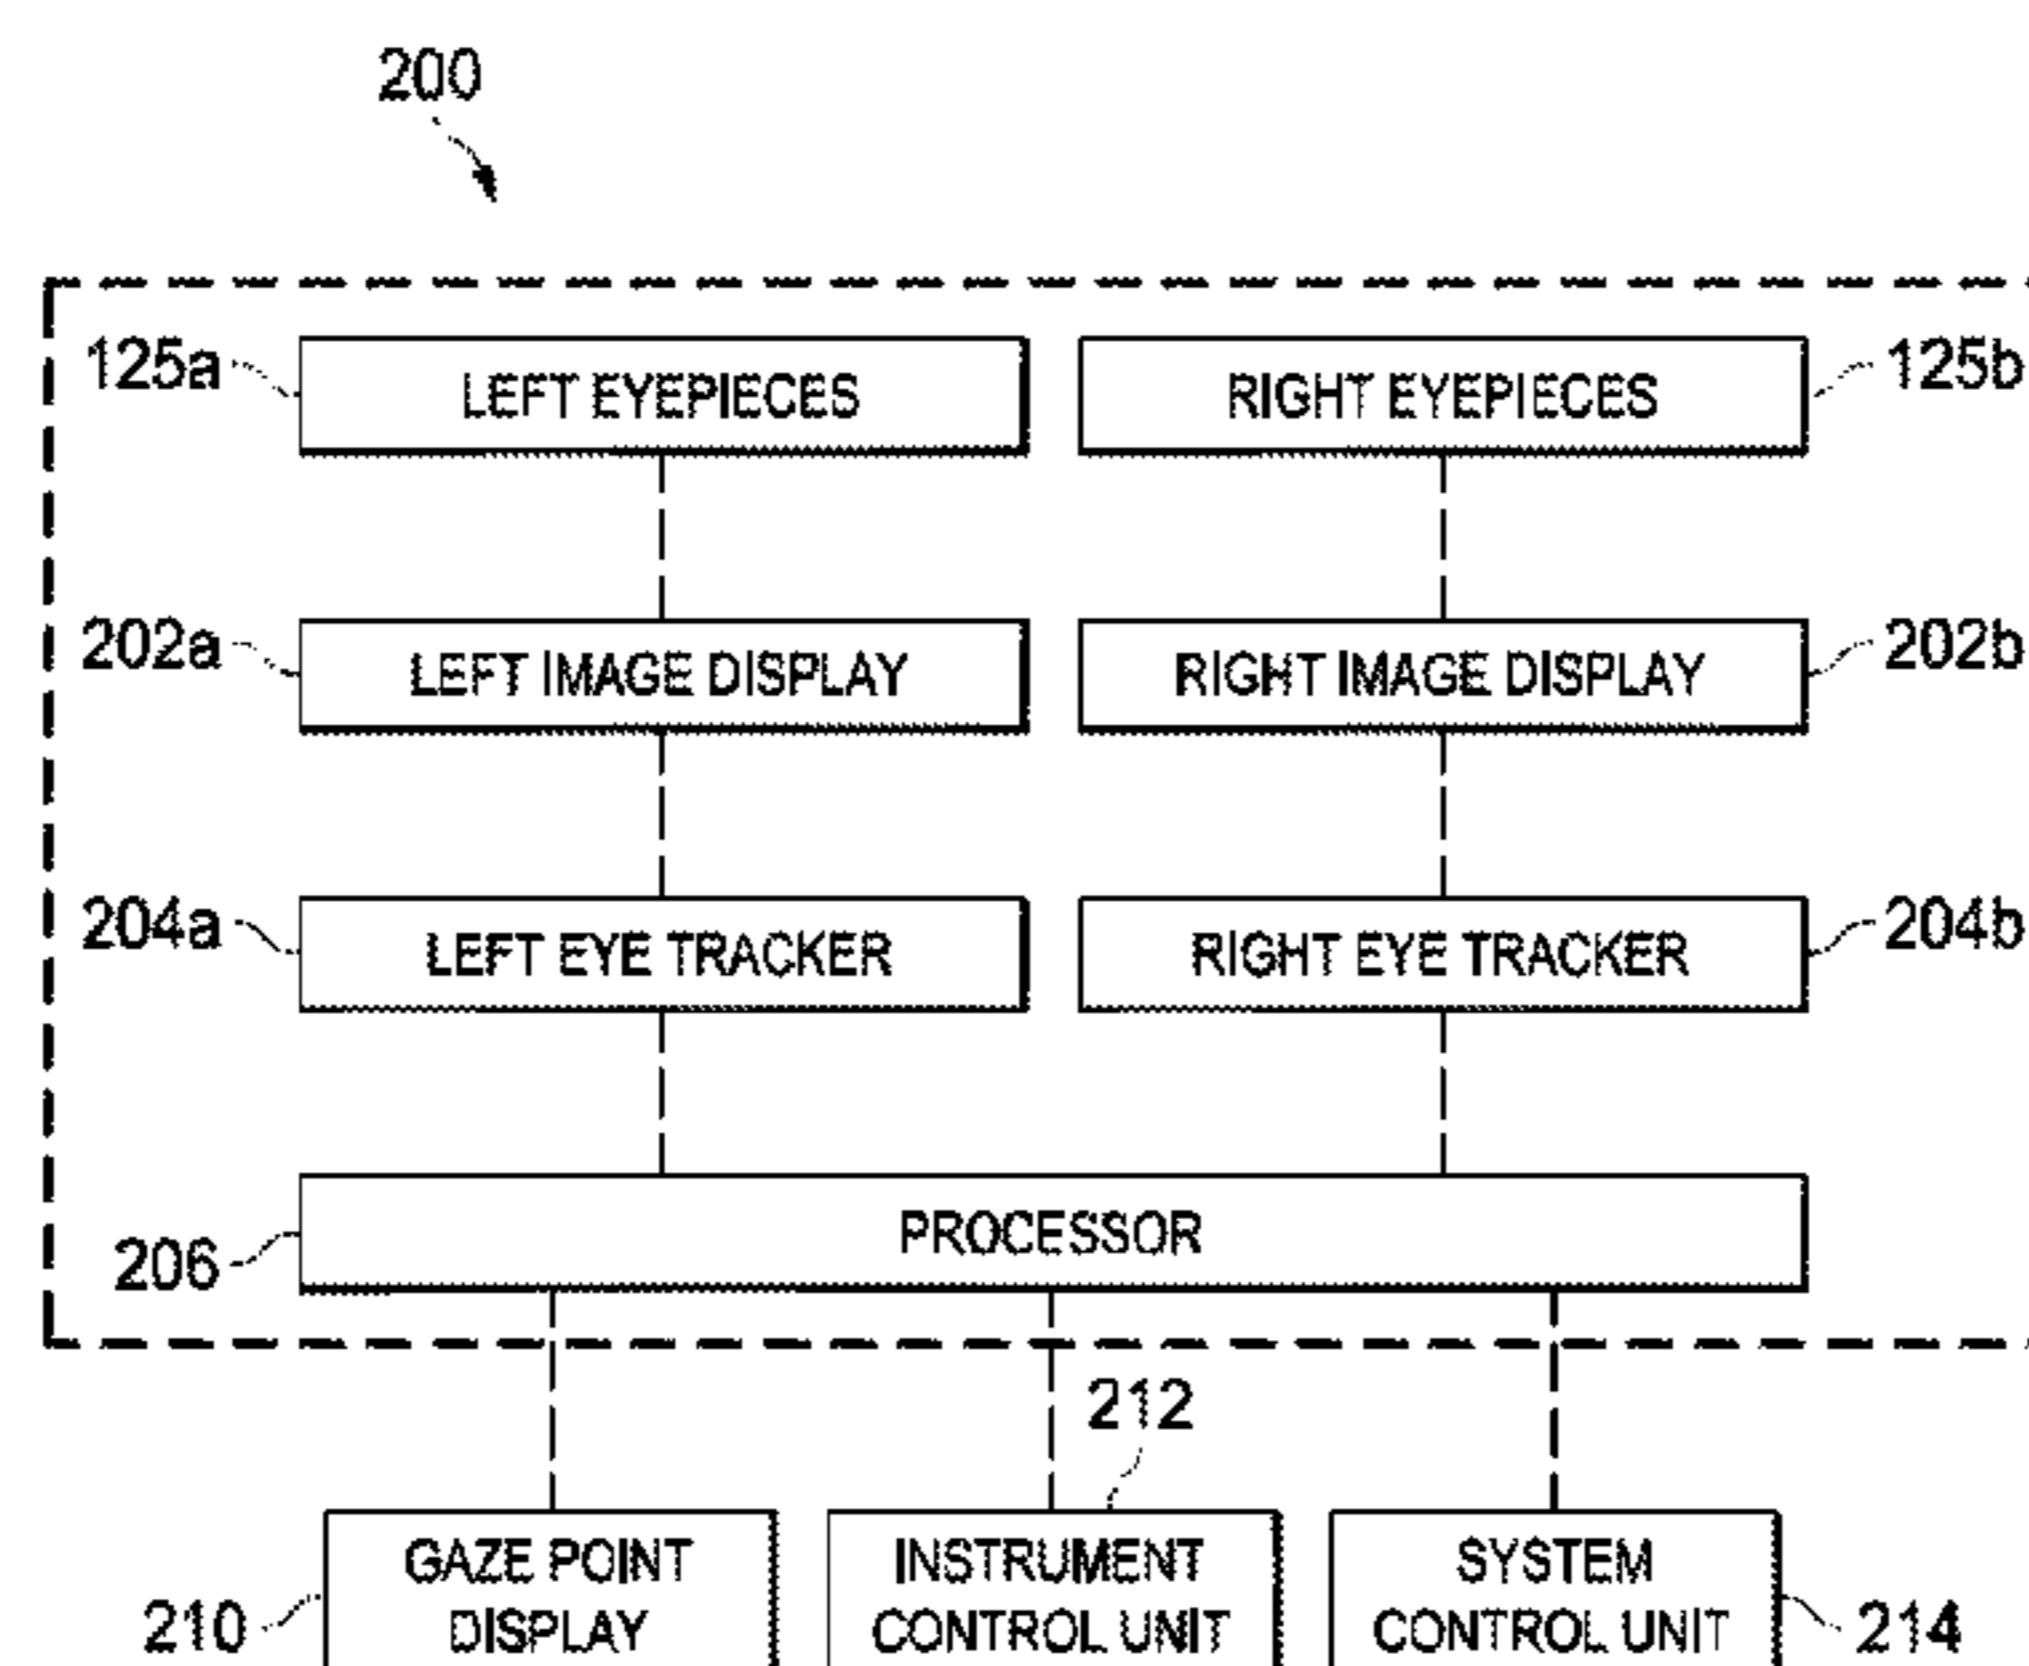 200
125a LEFT EYEPIECES RIGHT EYEPIECES 125b
202a LEFT IMAGE DISPLAY RIGHT IMAGE DISPLAY 202b
204a LEFT EYE TRACKER RIGHT EYE TRACKER 204b
206 PROCESSOR
212
GAZE POINT INSTRUMENT SYSTEM
210 DISPLAY CONTROL UNIT CONTROL UNIT 214